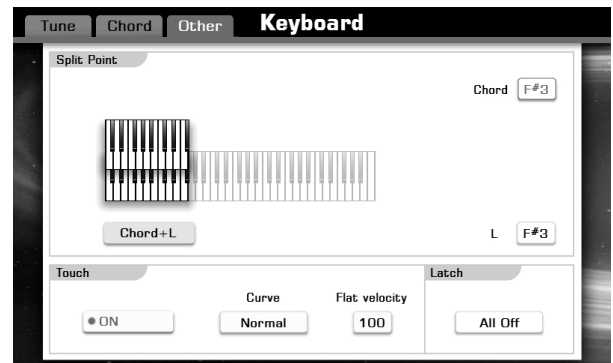 Tune Chord Other Keyboard
Split Point
Chord F#3
Chord+L L F#3
Touch Latch
Curve Flat velocity
ON Normal 100 All Off